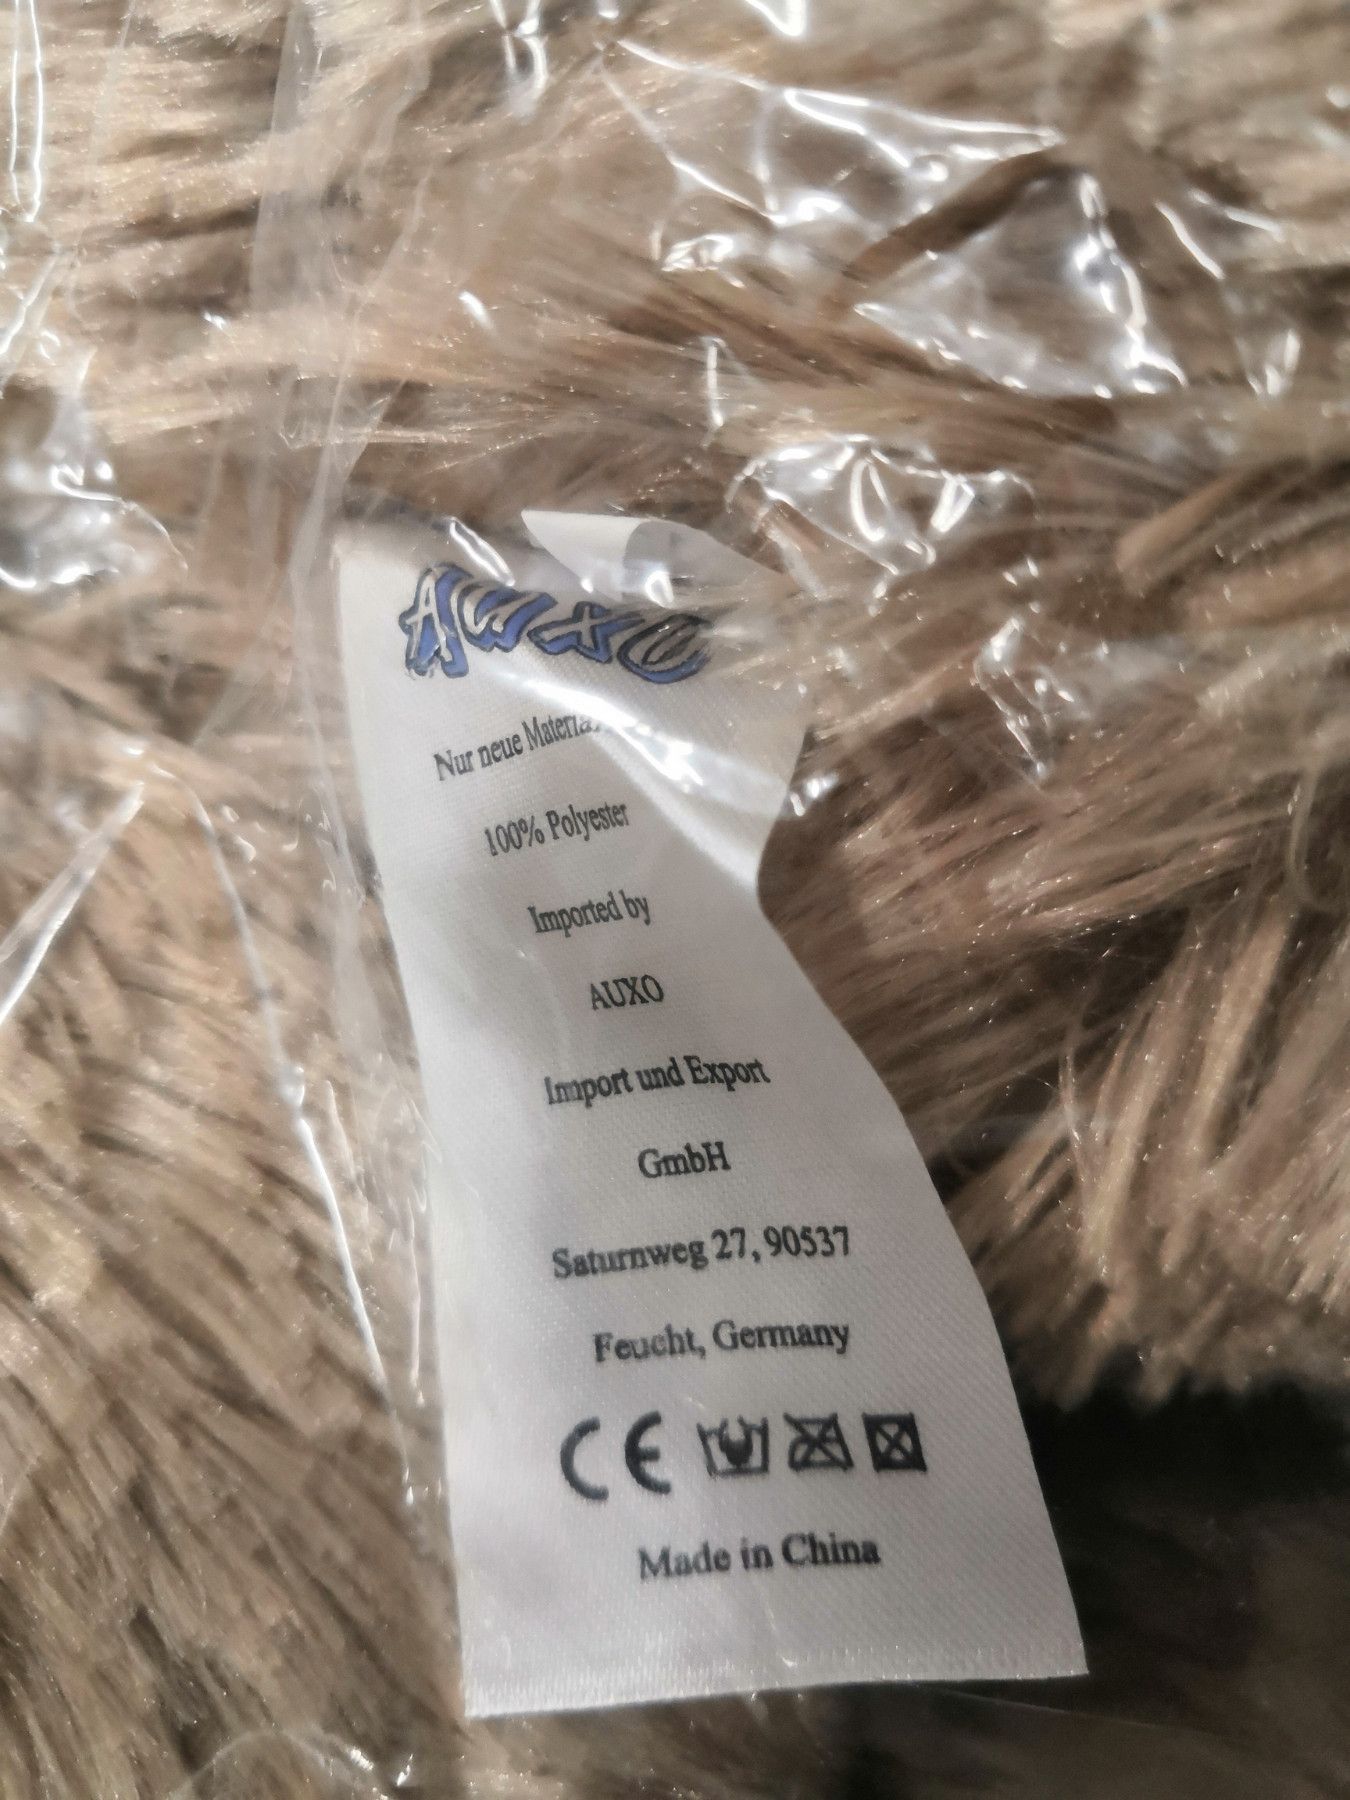 AUXO
Nur neue
100% Polyester
Imported by
AUXO
Import und Export
GmbH
Saturnweg 27, 90537
Feucht, Germany
CE
Made in China